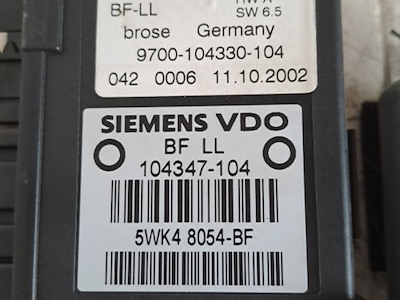 BF-LL
HW A
SW 6.5
brose Germany
9700-104330-104
042 0006 11.10.2002
SIEMENS VDO
BF LL
104347-104
5WK4 8054-BF